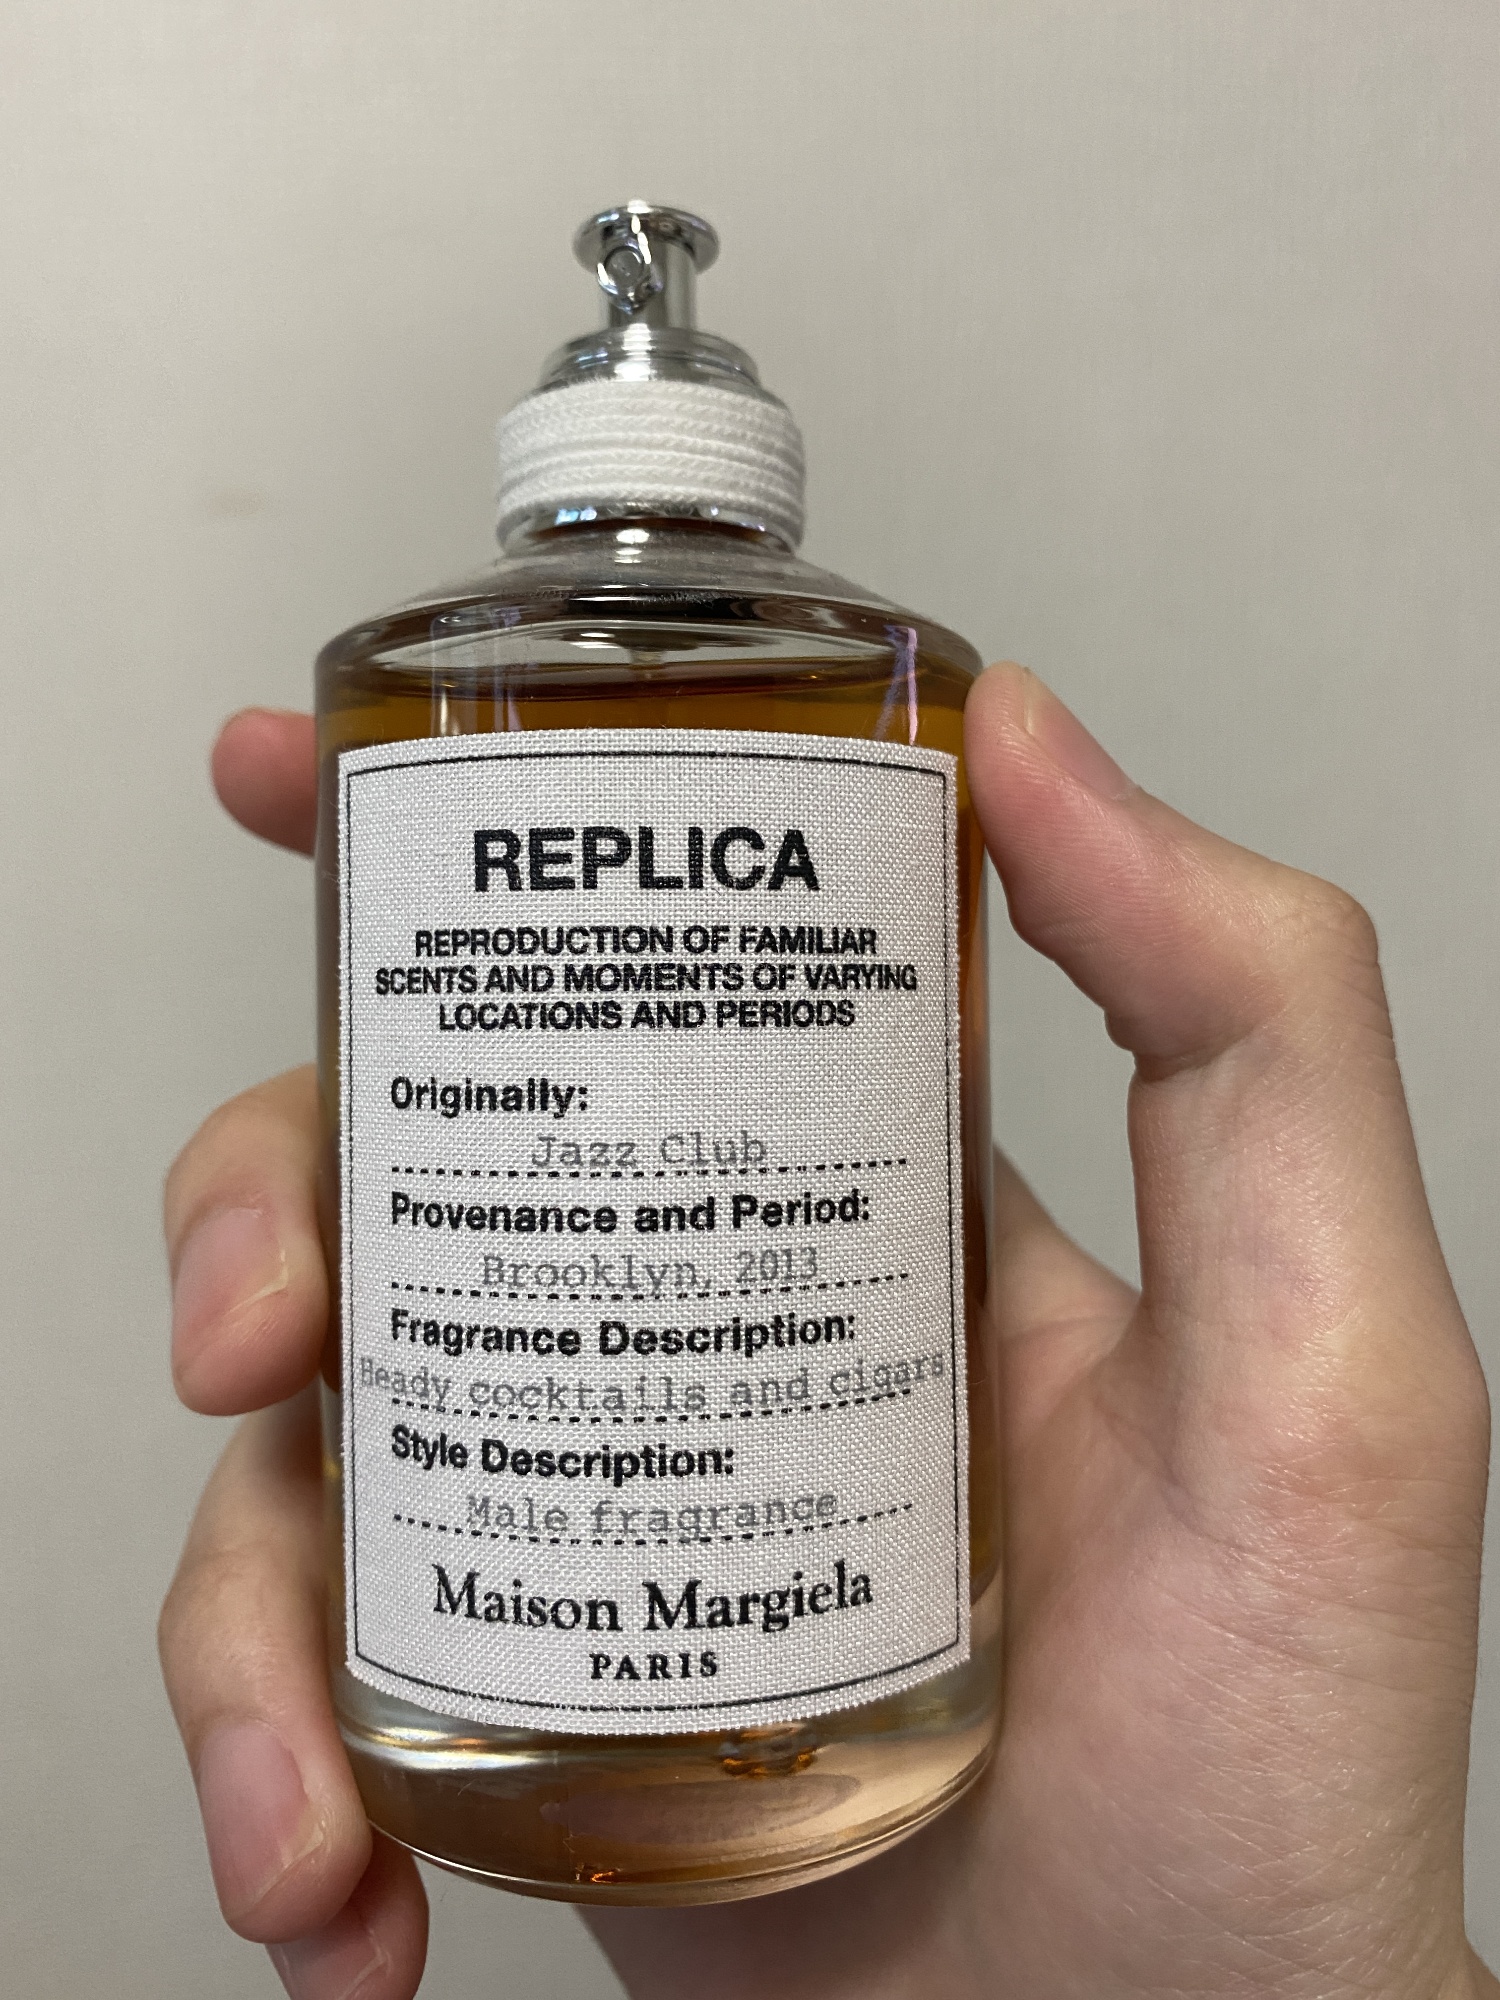 REPLICA
REPRODUCTION OF FAMILIAR
SCENTS AND MOMENTS OF VARYING
LOCATIONS AND PERIODS
Originally:
Jazz Club
Provenance and Period:
Brooklyn, 2013
Fragrance Description:
Heady cocktails and cigars
Style Description:
Male fragrance
Maison Margiela
PARIS